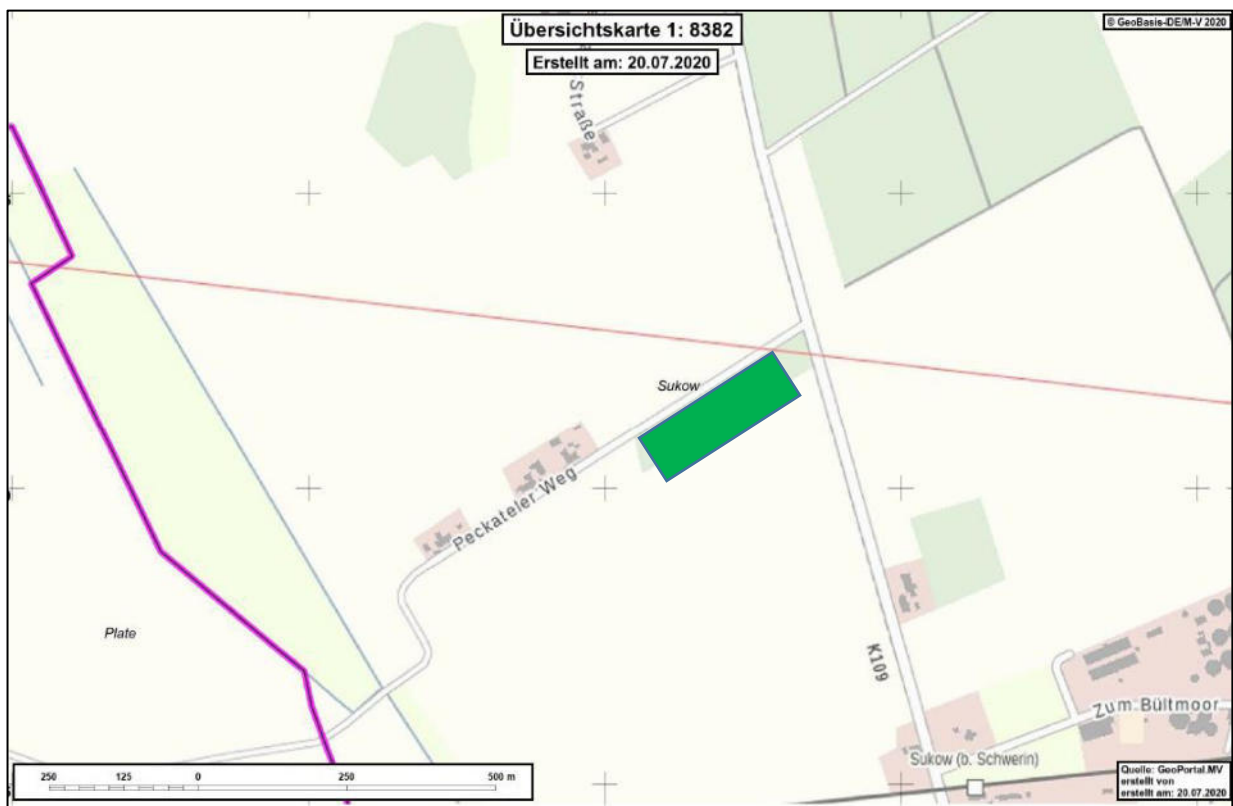 Übersichtskarte 1: 8382
Erstellt am: 20.07.2020
© GeoBasis-DE/M-V 2020
Straße
Sukow
Peckateler Weg
Plate
K109
Zum Bültmoor
Sukow (b. Schwerin)
250 125 0 250 500 m
Quelle: GeoPortal.MV
erstellt von
erstellt am: 20.07.2020